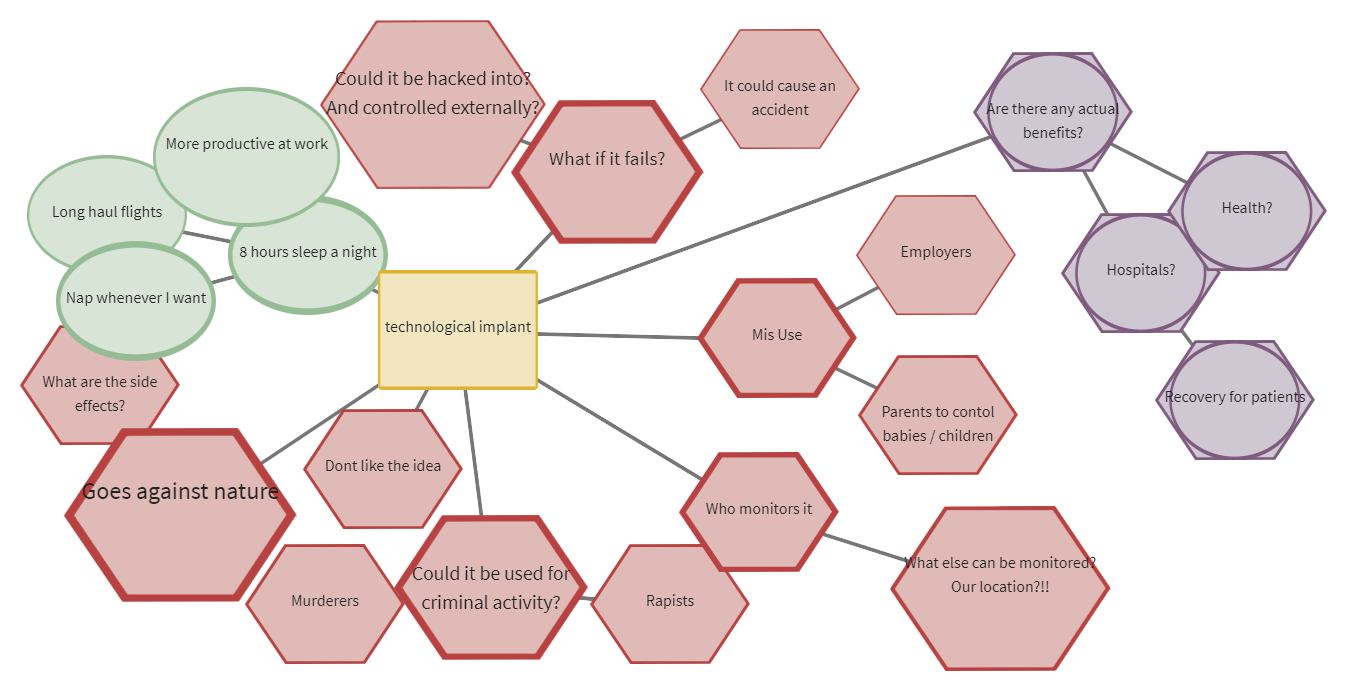 Could it be hacked into?
And controlled externally?
It could cause an
accident
Are there any actual
benefits?
More productive at work
What if it fails?
Long haul flights
Health?
8 hours sleep a night
Employers
Hospitals?
Nap whenever I want
technological implant
Mis Use
What are the side
effects?
Parents to contol
babies / children
Recovery for patients
Dont like the idea
Goes against nature
Who monitors it
What else can be monitored?
Our location?!!
Could it be used for
criminal activity?
Murderers
Rapists